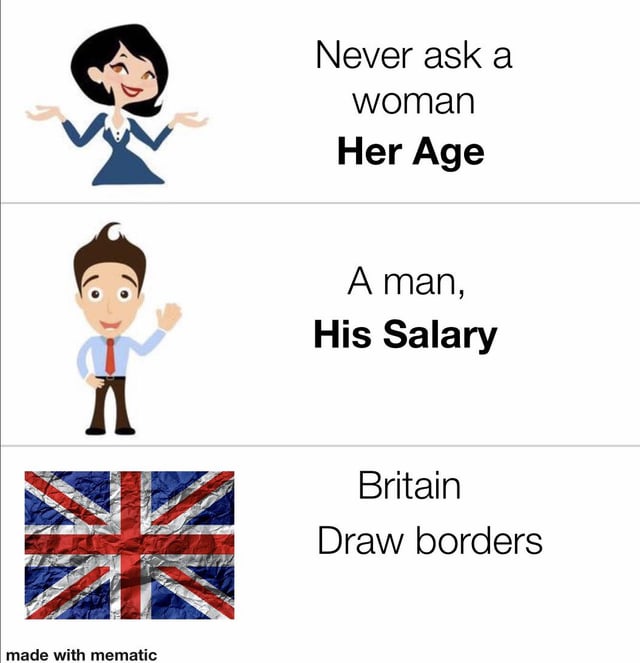 Never ask a
woman
Her Age
A man,
His Salary
Britain
Draw borders
made with mematic